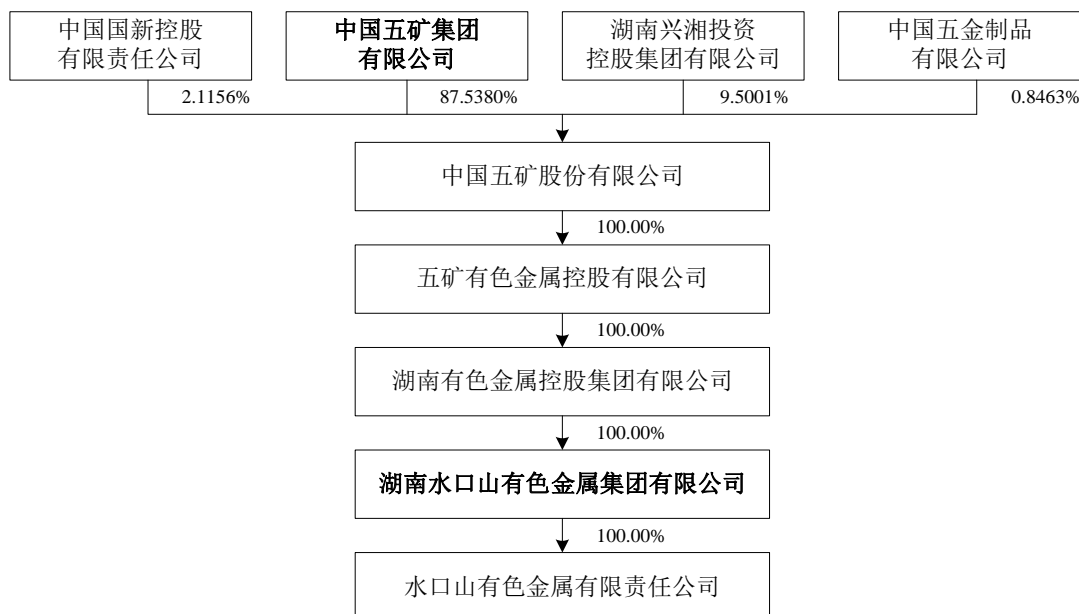 中国国新控股
有限责任公司
中国五矿集团
有限公司
湖南兴湘投资
控股集团有限公司
中国五金制品
有限公司
2.1156%
87.5380%
9.5001%
0.8463%
中国五矿股份有限公司
100.00%
五矿有色金属控股有限公司
100.00%
湖南有色金属控股集团有限公司
100.00%
湖南水口山有色金属集团有限公司
100.00%
水口山有色金属有限责任公司